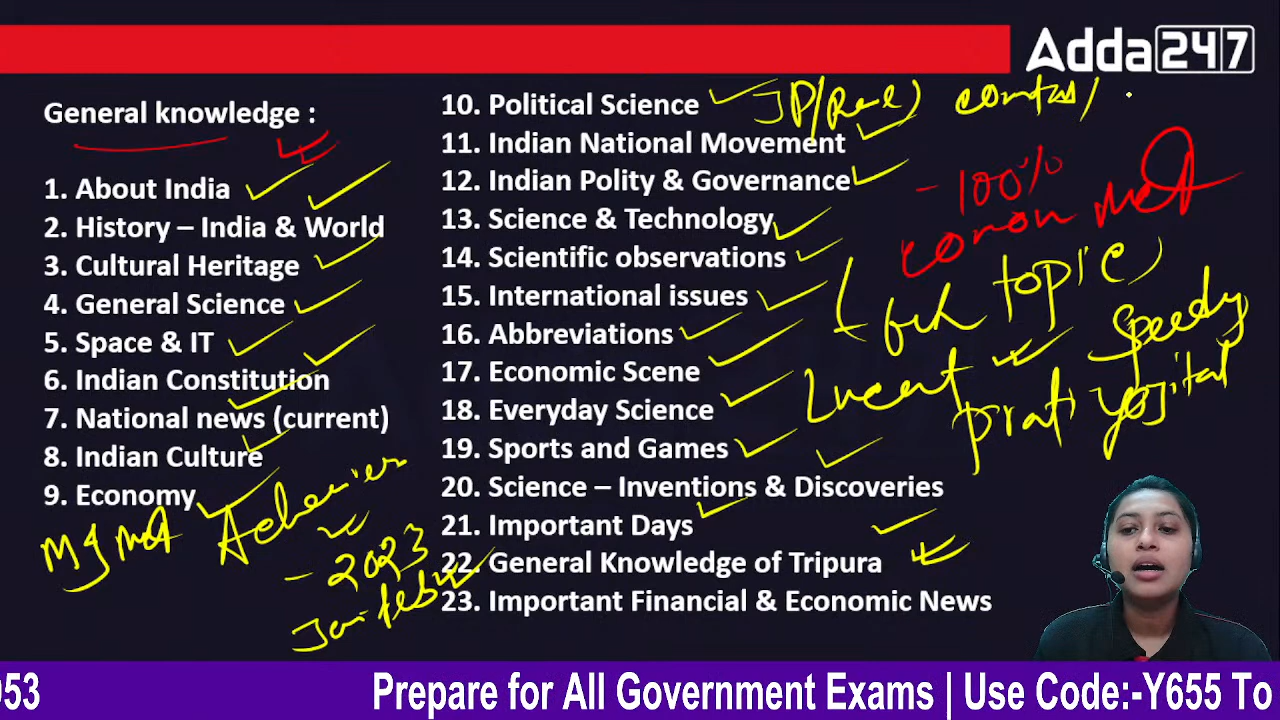 Adda247
General knowledge :
1. About India
2. History – India & World
3. Cultural Heritage
4. General Science
5. Space & IT
6. Indian Constitution
7. National news (current)
8. Indian Culture
9. Economy
10. Political Science
11. Indian National Movement
12. Indian Polity & Governance
13. Science & Technology
14. Scientific observations
15. International issues
16. Abbreviations
17. Economic Scene
18. Everyday Science
19. Sports and Games
20. Science – Inventions & Discoveries
21. Important Days
22. General Knowledge of Tripura
23. Important Financial & Economic News
- 100%
topic
Lucent
speedy
- 2023
Jan-feb
053
Prepare for All Government Exams | Use Code:-Y655 To